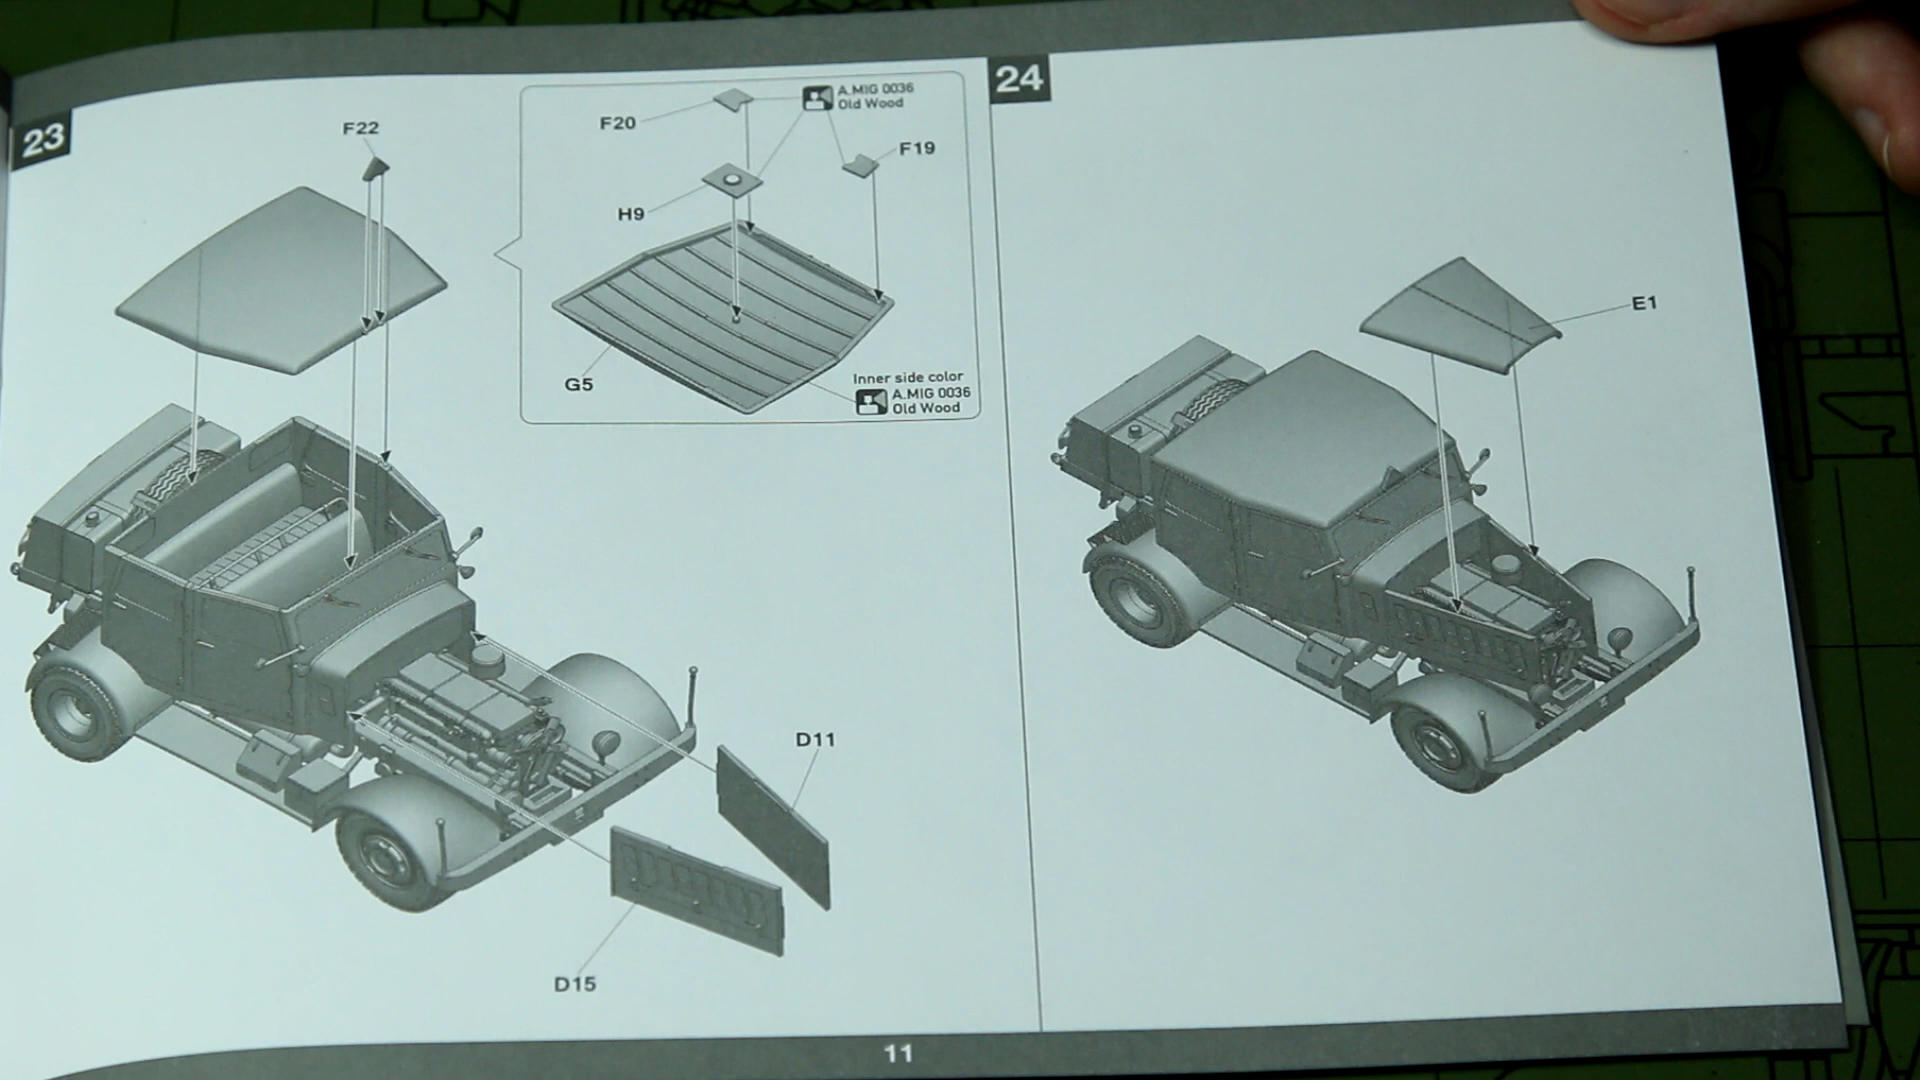 23
F22
F20
A.MIG 0036
Old Wood
F19
H9
G5
Inner side color
A.MIG 0036
Old Wood
D11
D15
24
E1
11